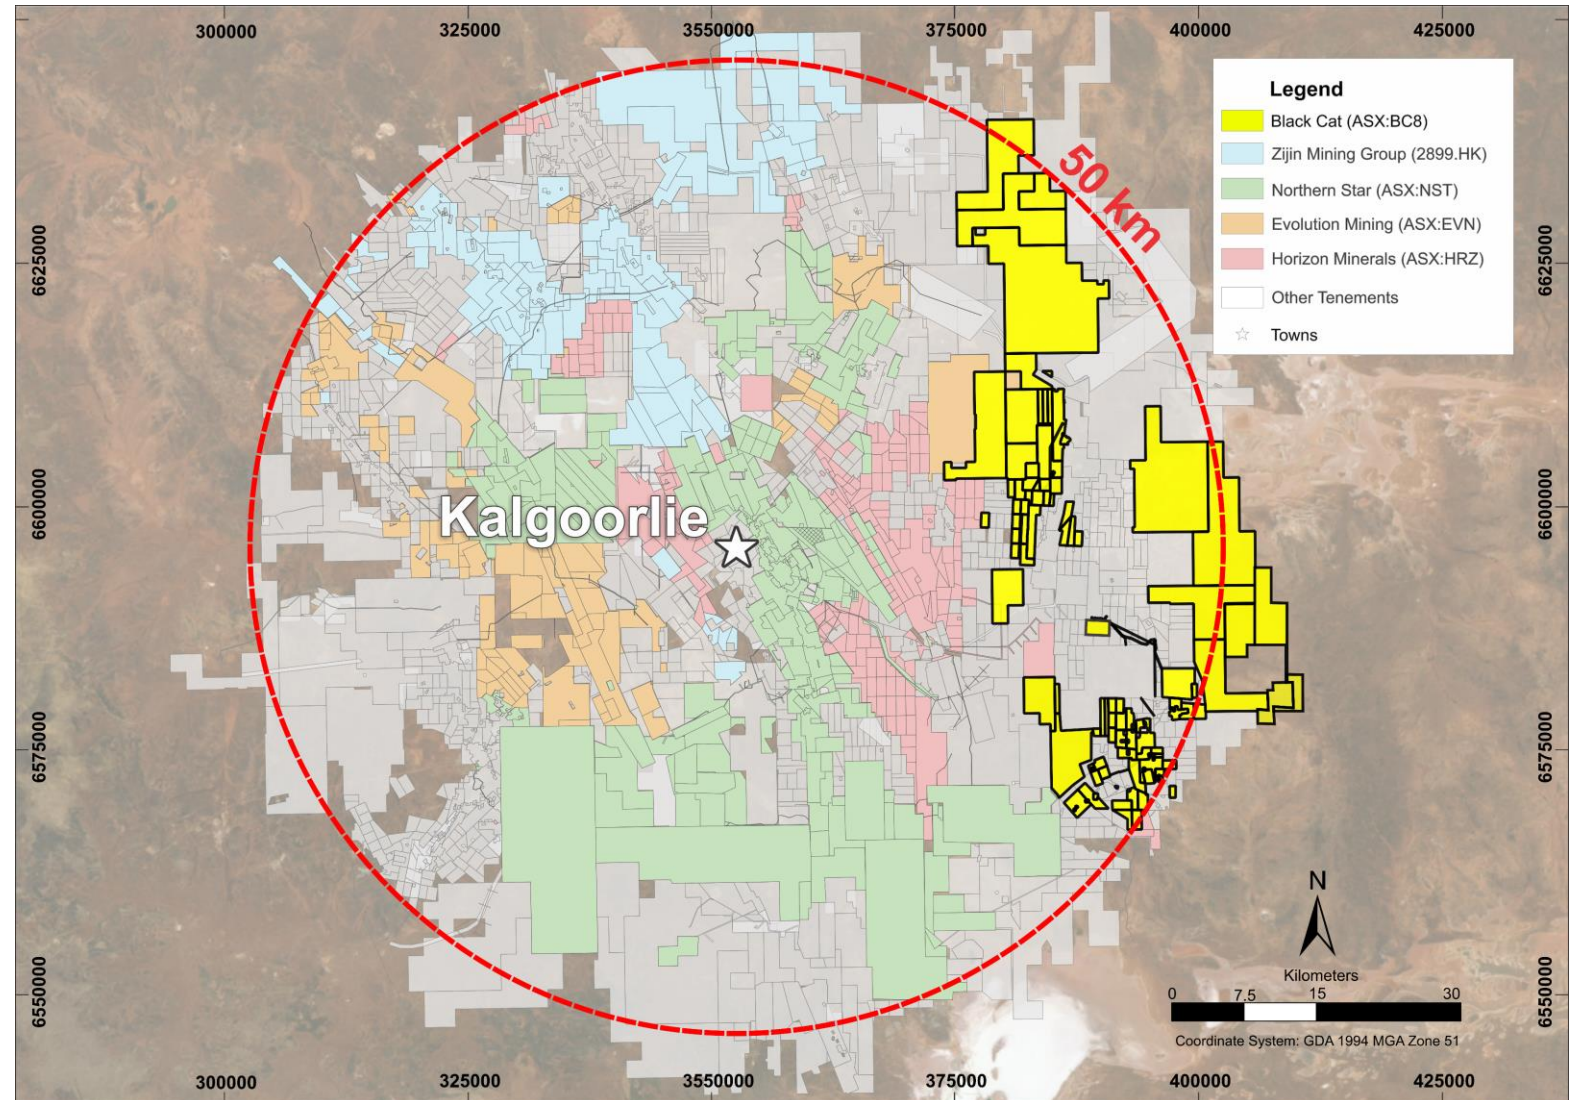 300000 325000 3550000 375000 400000 425000
Legend
Black Cat (ASX:BC8)
Zijin Mining Group (2899.HK)
Northern Star (ASX:NST)
Evolution Mining (ASX:EVN)
Horizon Minerals (ASX:HRZ)
Other Tenements
Towns
50 km
6625000 6625000
6600000 6600000
Kalgoorlie
6575000 6575000
6550000 6550000
N
Kilometers
0 7.5 15 30
Coordinate System: GDA 1994 MGA Zone 51
300000 325000 3550000 375000 400000 425000